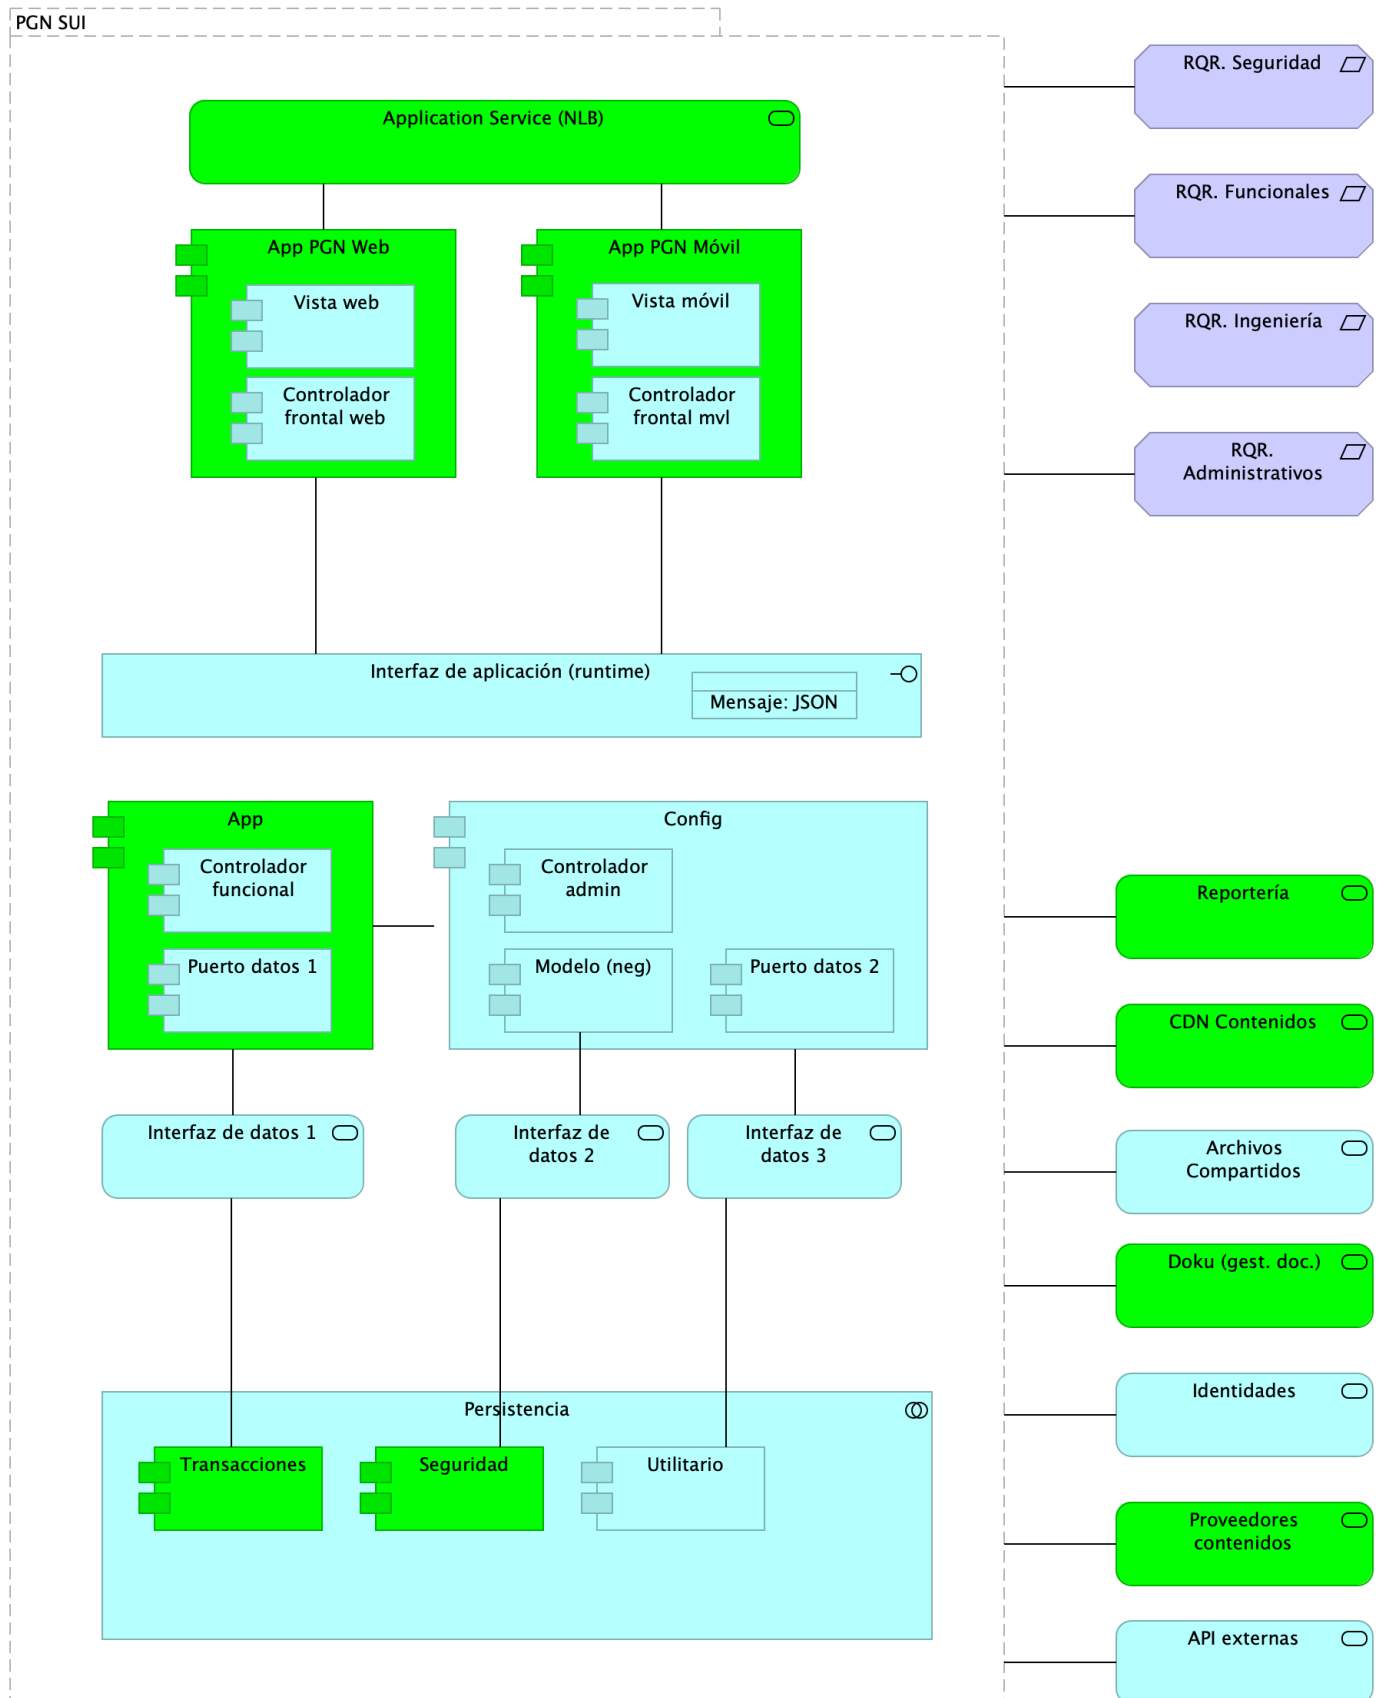 PGN SUI
Application Service (NLB)
App PGN Web
Vista web
Controlador
frontal web
App PGN Móvil
Vista móvil
Controlador
frontal mvl
Interfaz de aplicación (runtime)
Mensaje: JSON
App
Controlador
funcional
Puerto datos 1
Config
Controlador
admin
Modelo (neg)
Puerto datos 2
Interfaz de datos 1
Interfaz de
datos 2
Interfaz de
datos 3
Persistencia
Transacciones
Seguridad
Utilitario
RQR. Seguridad
RQR. Funcionales
RQR. Ingeniería
RQR.
Administrativos
Reportería
CDN Contenidos
Archivos
Compartidos
Doku (gest. doc.)
Identidades
Proveedores
contenidos
API externas